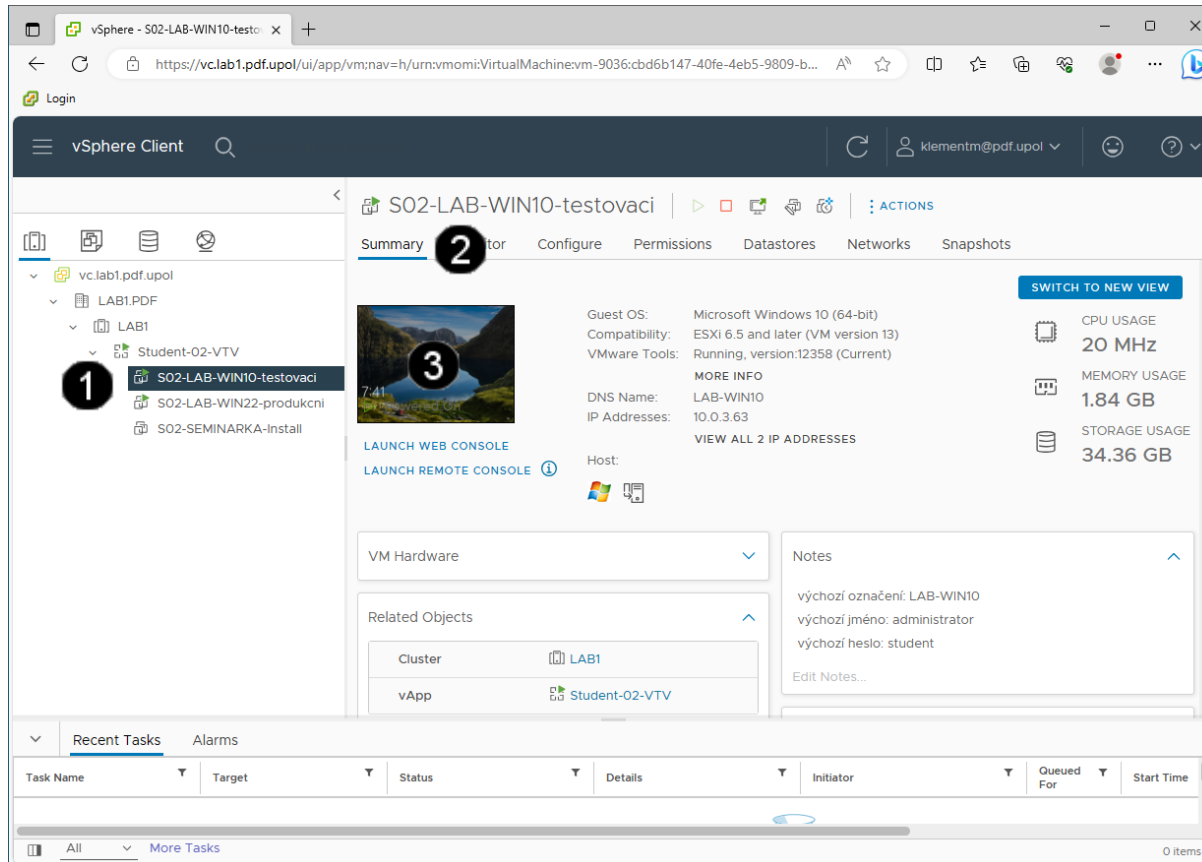 vSphere - S02-LAB-WIN10-testov
https://vc.lab1.pdf.upol/ui/app/vm;nav=h/urn:vmomi:VirtualMachine:vm-9036:cbd6b147-40fe-4eb5-9809-b...
Login
vSphere Client
klementm@pdf.upol
S02-LAB-WIN10-testovaci
ACTIONS
Summary
2
Configure
Permissions
Datastores
Networks
Snapshots
vc.lab1.pdf.upol
LAB1.PDF
LAB1
Student-02-VTV
1
S02-LAB-WIN10-testovaci
S02-LAB-WIN22-produkcni
S02-SEMINARKA-Install
SWITCH TO NEW VIEW
3
7:41
Powered On
LAUNCH WEB CONSOLE
LAUNCH REMOTE CONSOLE
Guest OS: Microsoft Windows 10 (64-bit)
Compatibility: ESXi 6.5 and later (VM version 13)
VMware Tools: Running, version:12358 (Current)
MORE INFO
DNS Name: LAB-WIN10
IP Addresses: 10.0.3.63
VIEW ALL 2 IP ADDRESSES
Host:
CPU USAGE
20 MHz
MEMORY USAGE
1.84 GB
STORAGE USAGE
34.36 GB
VM Hardware
Related Objects
Cluster LAB1
vApp Student-02-VTV
Notes
výchozí označení: LAB-WIN10
výchozí jméno: administrator
výchozí heslo: student
Edit Notes...
Recent Tasks
Alarms
Task Name
Target
Status
Details
Initiator
Queued
For
Start Time
All
More Tasks
0 items